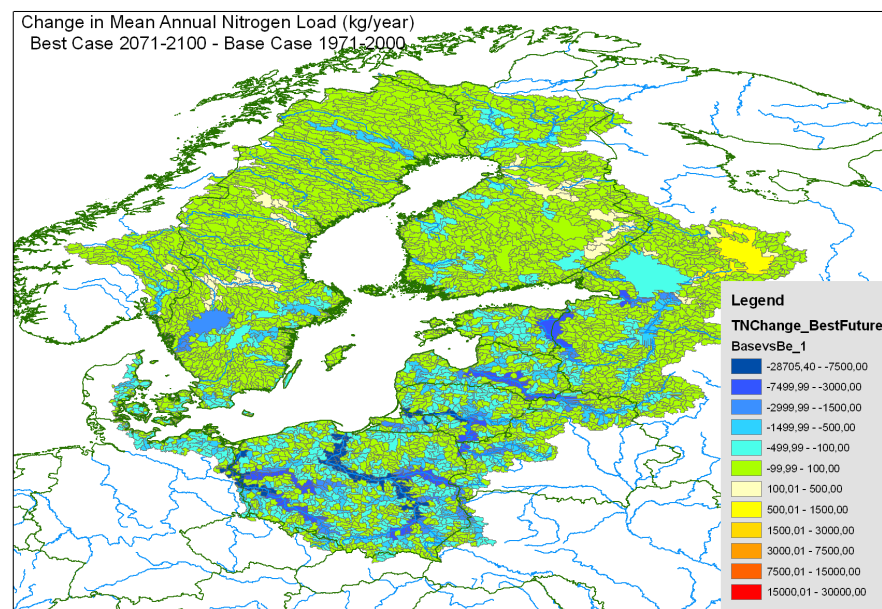 Change in Mean Annual Nitrogen Load (kg/year)
Best Case 2071-2100 - Base Case 1971-2000
Legend
TNChange_BestFuture
BasevsBe_1
-28705,40 - -7500,00
-7499,99 - -3000,00
-2999,99 - -1500,00
-1499,99 - -500,00
-499,99 - -100,00
-99,99 - 100,00
100,01 - 500,00
500,01 - 1500,00
1500,01 - 3000,00
3000,01 - 7500,00
7500,01 - 15000,00
15000,01 - 30000,00